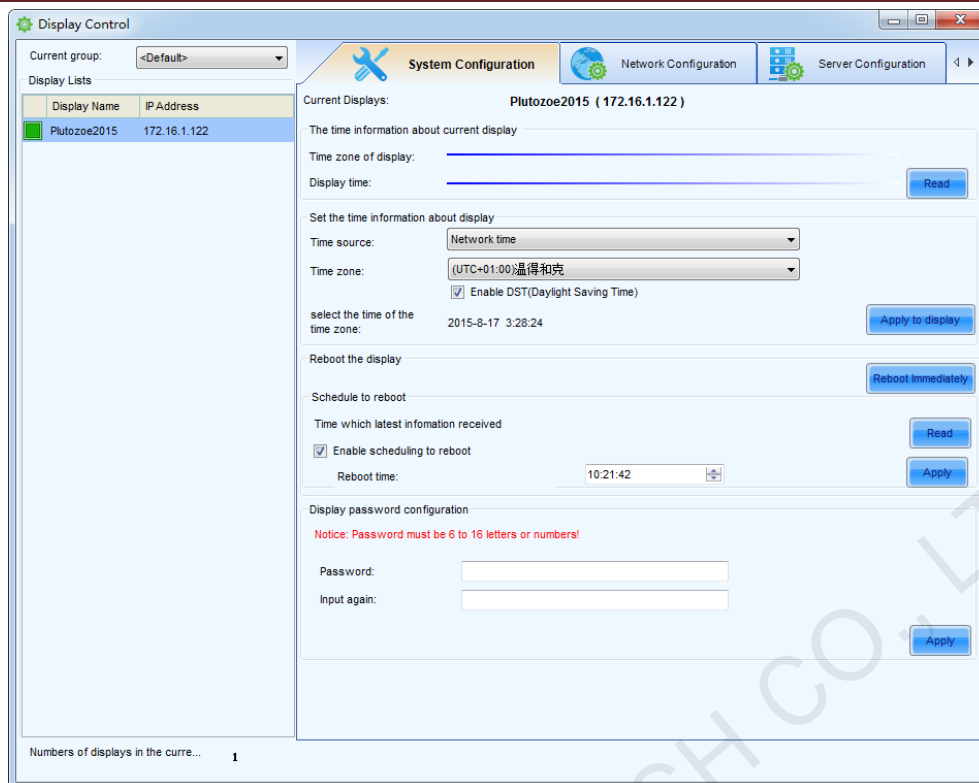 Display Control
Current group:
<Default>
Display Lists
Display Name IP Address
Plutozoe2015 172.16.1.122
Numbers of displays in the curre... 1
System Configuration
Network Configuration
Server Configuration
Current Displays: Plutozoe2015 ( 172.16.1.122 )
The time information about current display
Time zone of display:
Display time:
Read
Set the time information about display
Time source: Network time
Time zone: (UTC+01:00)温得和克
Enable DST(Daylight Saving Time)
select the time of the
time zone:
2015-8-17 3:28:24
Apply to display
Reboot the display
Reboot Immediately
Schedule to reboot
Time which latest infomation received
Read
Enable scheduling to reboot
Reboot time: 10:21:42
Apply
Display password configuration
Notice: Password must be 6 to 16 letters or numbers!
Password:
Input again:
Apply